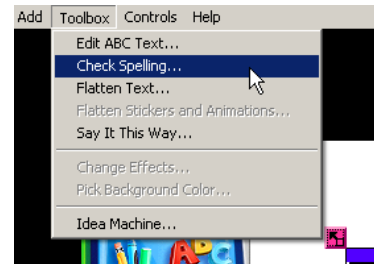 Add Toolbox Controls Help
Edit ABC Text...
Check Spelling...
Flatten Text...
Flatten Stickers and Animations...
Say It This Way...
Change Effects...
Pick Background Color...
Idea Machine...
ABC